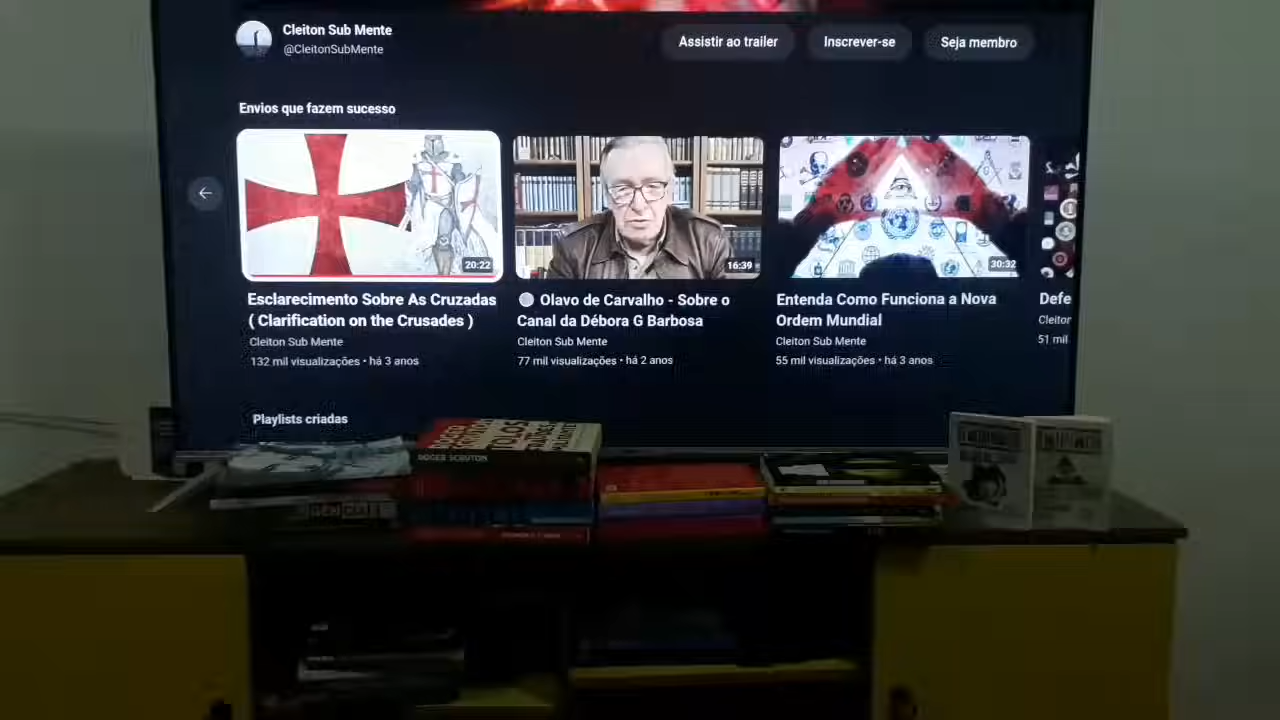 Cleiton Sub Mente
@CleitonSubMente
Assistir ao trailer
Inscrever-se
Seja membro
Envios que fazem sucesso
20:22
16:39
30:32
Esclarecimento Sobre As Cruzadas
( Clarification on the Crusades )
Cleiton Sub Mente
132 mil visualizações • há 3 anos
Olavo de Carvalho - Sobre o
Canal da Débora G Barbosa
Cleiton Sub Mente
77 mil visualizações • há 2 anos
Entenda Como Funciona a Nova
Ordem Mundial
Cleiton Sub Mente
55 mil visualizações • há 3 anos
Defe
Cleitor
51 mil
Playlists criadas
TOLOS
ROGER SCRUTON